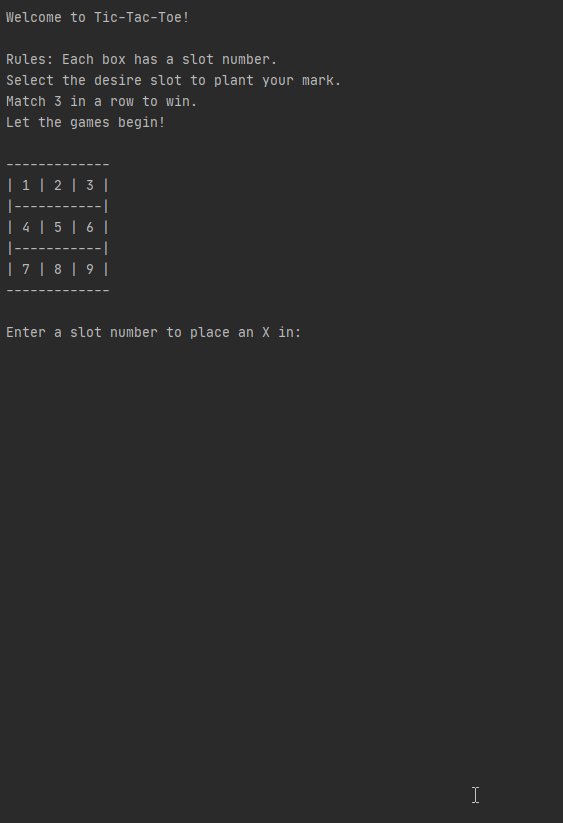 Welcome to Tic-Tac-Toe!
Rules: Each box has a slot number.
Select the desire slot to plant your mark.
Match 3 in a row to win.
Let the games begin!
-------------
| 1 | 2 | 3 |
|-----------|
| 4 | 5 | 6 |
|-----------|
| 7 | 8 | 9 |
-------------
Enter a slot number to place an X in: